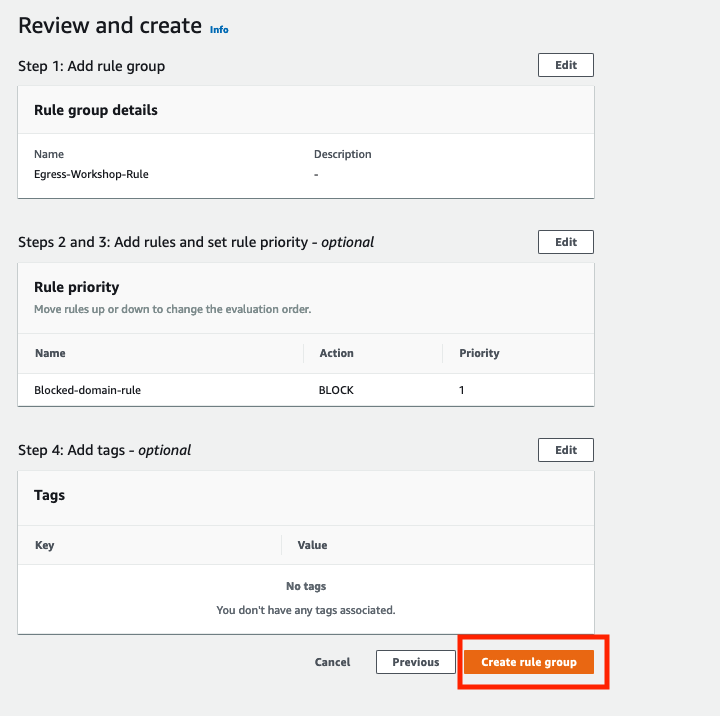 Review and create Info
Step 1: Add rule group Edit
Rule group details
Name Description
Egress-Workshop-Rule -
Steps 2 and 3: Add rules and set rule priority - optional Edit
Rule priority
Move rules up or down to change the evaluation order.
Name Action Priority
Blocked-domain-rule BLOCK 1
Step 4: Add tags - optional Edit
Tags
Key Value
No tags
You don't have any tags associated.
Cancel Previous Create rule group